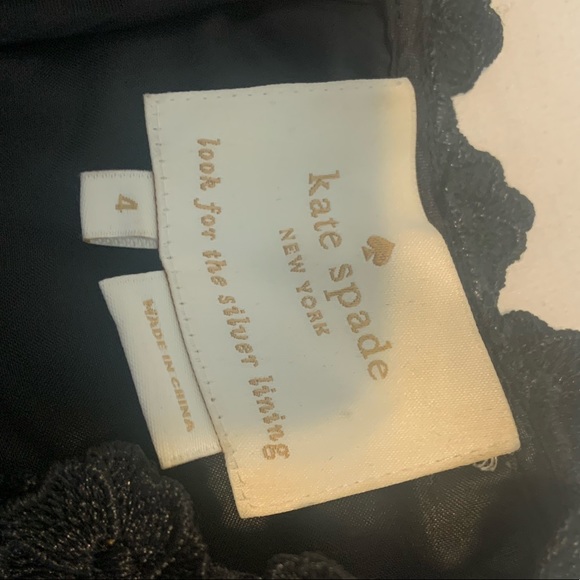 kate spade
NEW YORK
look for the silver lining
4
MADE IN CHINA